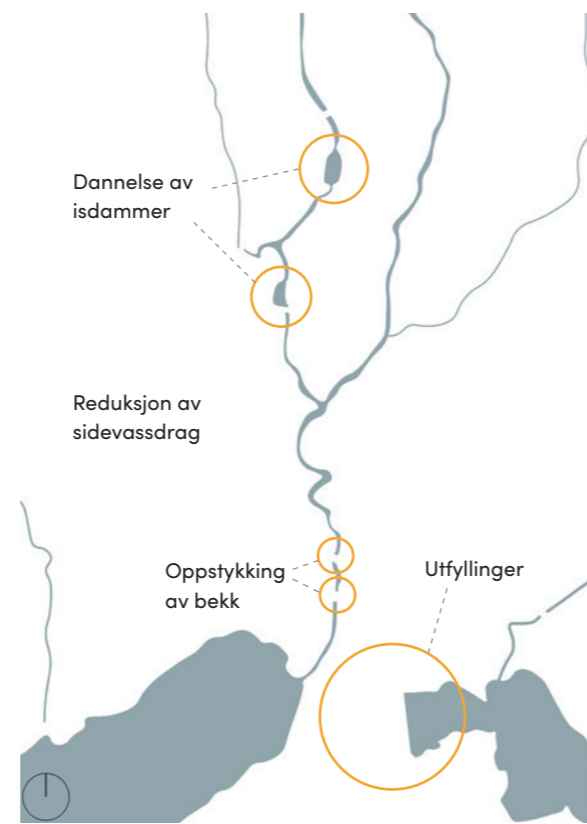 Dannelse av
isdammer
Reduksjon av
sidevassdrag
Oppstykking
av bekk
Utfyllinger